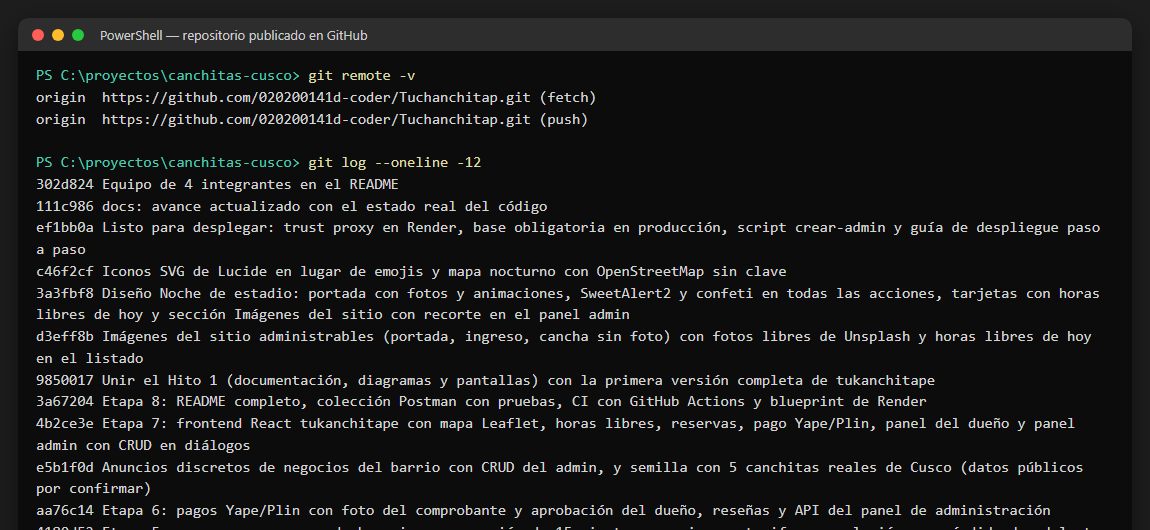 PowerShell — repositorio publicado en GitHub
PS C:\proyectos\canchitas-cusco> git remote -v
origin  https://github.com/020200141d-coder/Tuchanchitap.git (fetch)
origin  https://github.com/020200141d-coder/Tuchanchitap.git (push)
PS C:\proyectos\canchitas-cusco> git log --oneline -12
302d824 Equipo de 4 integrantes en el README
111c986 docs: avance actualizado con el estado real del código
ef1bb0a Listo para desplegar: trust proxy en Render, base obligatoria en producción, script crear-admin y guía de despliegue paso
a paso
c46f2cf Iconos SVG de Lucide en lugar de emojis y mapa nocturno con OpenStreetMap sin clave
3a3fbf8 Diseño Noche de estadio: portada con fotos y animaciones, SweetAlert2 y confeti en todas las acciones, tarjetas con horas
libres de hoy y sección Imágenes del sitio con recorte en el panel admin
d3eff8b Imágenes del sitio administrables (portada, ingreso, cancha sin foto) con fotos libres de Unsplash y horas libres de hoy
en el listado
9850017 Unir el Hito 1 (documentación, diagramas y pantallas) con la primera versión completa de tukanchitape
3a67204 Etapa 8: README completo, colección Postman con pruebas, CI con GitHub Actions y blueprint de Render
4b2ce3e Etapa 7: frontend React tukanchitape con mapa Leaflet, horas libres, reservas, pago Yape/Plin, panel del dueño y panel
admin con CRUD en diálogos
e5b1f0d Anuncios discretos de negocios del barrio con CRUD del admin, y semilla con 5 canchitas reales de Cusco (datos públicos
por confirmar)
aa76c14 Etapa 6: pagos Yape/Plin con foto del comprobante y aprobación del dueño, reseñas y API del panel de administración